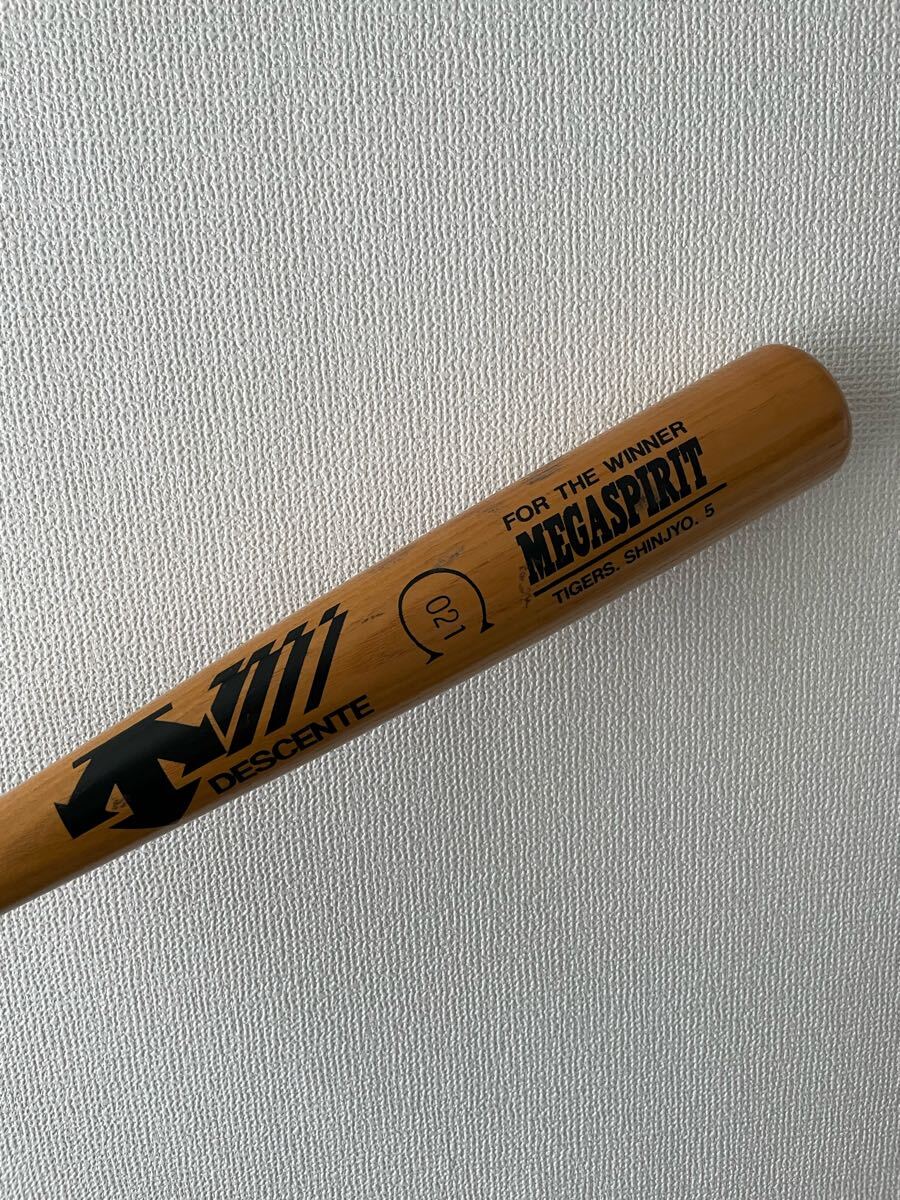 FOR THE WINNER
MEGASPIRIT
TIGERS. SHINJYO. 5
021
DESCENTE